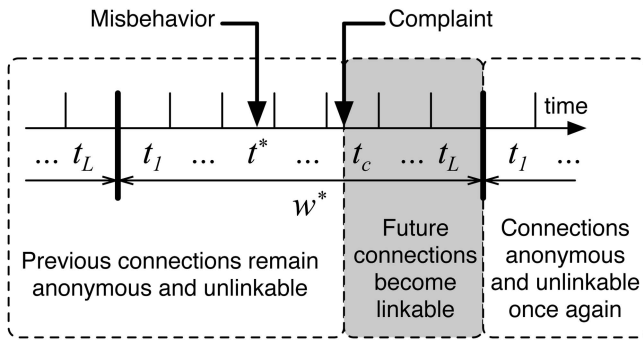 Misbehavior
Complaint
time
... t_L t_1 ... t* ... t_c ... t_L t_1 ...
w*
Previous connections remain
anonymous and unlinkable
Future
connections
become
linkable
Connections
anonymous
and unlinkable
once again